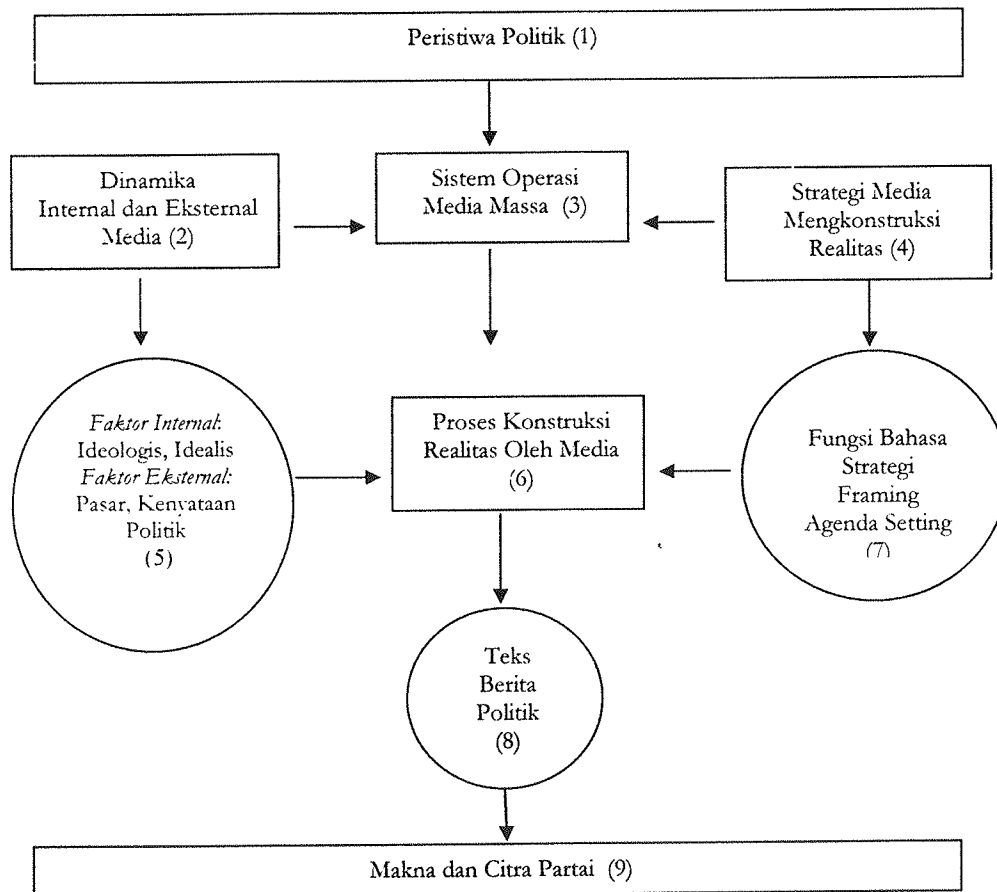 Peristiwa Politik (1)
Dinamika
Internal dan Eksternal
Media (2)
Sistem Operasi
Media Massa (3)
Strategi Media
Mengkonstruksi
Realitas (4)
Faktor Internal:
Ideologis, Idealis
Faktor Eksternal:
Pasar, Kenyataan
Politik
(5)
Proses Konstruksi
Realitas Oleh Media
(6)
Fungsi Bahasa
Strategi
Framing
Agenda Setting
(7)
Teks
Berita
Politik
(8)
Makna dan Citra Partai (9)